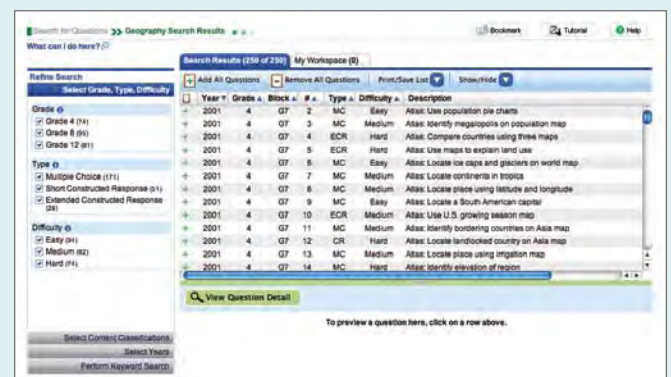 Search for Questions >> Geography Search Results
Bookmark Tutorial Help
What can I do here?
Search Results (250 of 250) My Workspace (0)
Refine Search
Select Grade, Type, Difficulty
Add All Questions Remove All Questions Print/Save List Show/Hide
Year Grade Block # Type Difficulty Description
Grade
Grade 4 (74)
Grade 8 (95)
Grade 12 (81)
Type
Multiple Choice (171)
Short Constructed Response (51)
Extended Constructed Response
(28)
Difficulty
Easy (94)
Medium (82)
Hard (74)
2001 4 G7 2 MC Easy Atlas: Use population pie charts
2001 4 G7 3 MC Medium Atlas: Identify megalopolis on population map
2001 4 G7 4 ECR Hard Atlas: Compare countries using three maps
2001 4 G7 5 ECR Hard Atlas: Use maps to explain land use
2001 4 G7 6 MC Easy Atlas: Locate ice caps and glaciers on world map
2001 4 G7 7 MC Medium Atlas: Locate continents in tropics
2001 4 G7 8 MC Medium Atlas: Locate place using latitude and longitude
2001 4 G7 9 MC Easy Atlas: Locate a South American capital
2001 4 G7 10 ECR Medium Atlas: Use U.S. growing season map
2001 4 G7 11 MC Medium Atlas: Identify bordering countries on Asia map
2001 4 G7 12 CR Hard Atlas: Locate landlocked country on Asia map
2001 4 G7 13 MC Medium Atlas: Locate place using irrigation map
2001 4 G7 14 MC Hard Atlas: Identify elevation of region
View Question Detail
To preview a question here, click on a row above.
Select Content Classifications
Select Years
Perform Keyword Search